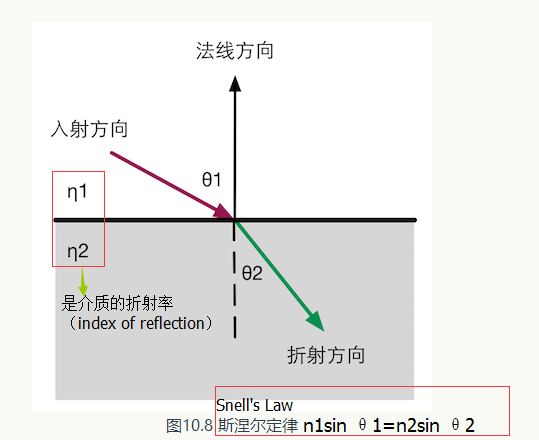 法线方向
入射方向
θ1
η1
η2
θ2
是介质的折射率
（index of reflection）
折射方向
Snell's Law
图10.8 斯涅尔定律 n1sin θ1=n2sin θ2